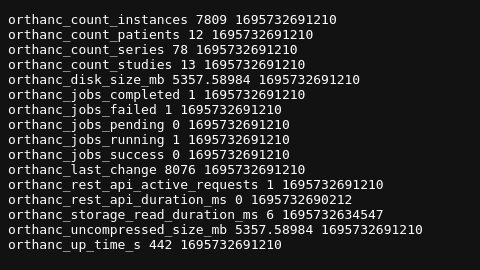 orthanc_count_instances 7809 1695732691210
orthanc_count_patients 12 1695732691210
orthanc_count_series 78 1695732691210
orthanc_count_studies 13 1695732691210
orthanc_disk_size_mb 5357.58984 1695732691210
orthanc_jobs_completed 1 1695732691210
orthanc_jobs_failed 1 1695732691210
orthanc_jobs_pending 0 1695732691210
orthanc_jobs_running 1 1695732691210
orthanc_jobs_success 0 1695732691210
orthanc_last_change 8076 1695732691210
orthanc_rest_api_active_requests 1 1695732691210
orthanc_rest_api_duration_ms 0 1695732690212
orthanc_storage_read_duration_ms 6 1695732634547
orthanc_uncompressed_size_mb 5357.58984 1695732691210
orthanc_up_time_s 442 1695732691210